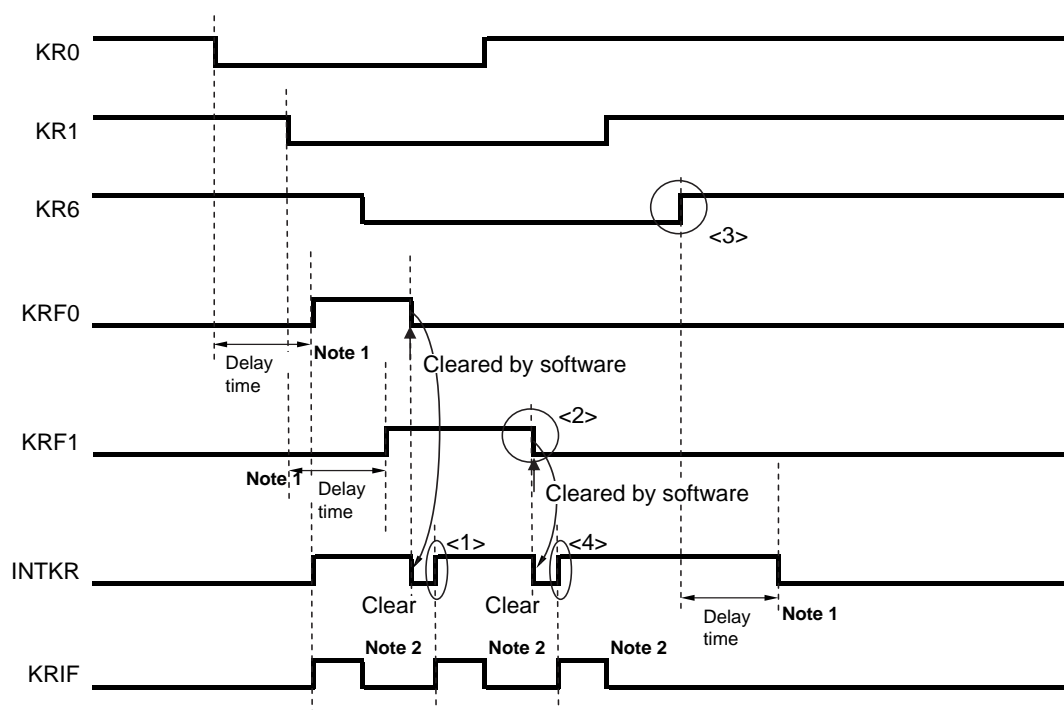 KR0
KR1
KR6
<3>
KRF0
Delay
time
Note 1
Cleared by software
KRF1
<2>
Note 1
Delay
time
Cleared by software
INTKR
<1>
<4>
Clear
Clear
Delay
time
Note 1
KRIF
Note 2
Note 2
Note 2